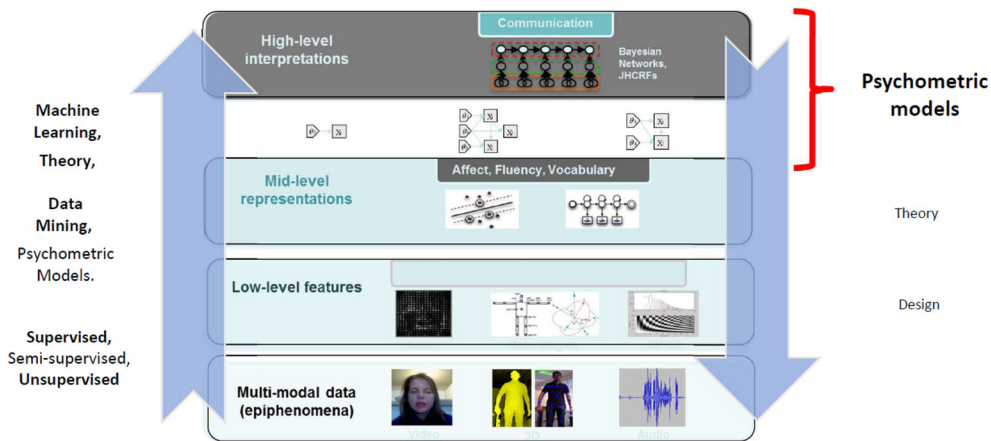 Communication
High-level
interpretations
Bayesian
Networks,
JHCRFs
Psychometric
models
Machine
Learning,
Theory,
Data
Mining,
Psychometric
Models.
Supervised,
Semi-supervised,
Unsupervised
Affect, Fluency, Vocabulary
Mid-level
representations
Theory
Low-level features
Design
Multi-modal data
(epiphenomena)
Video
3D
Audio